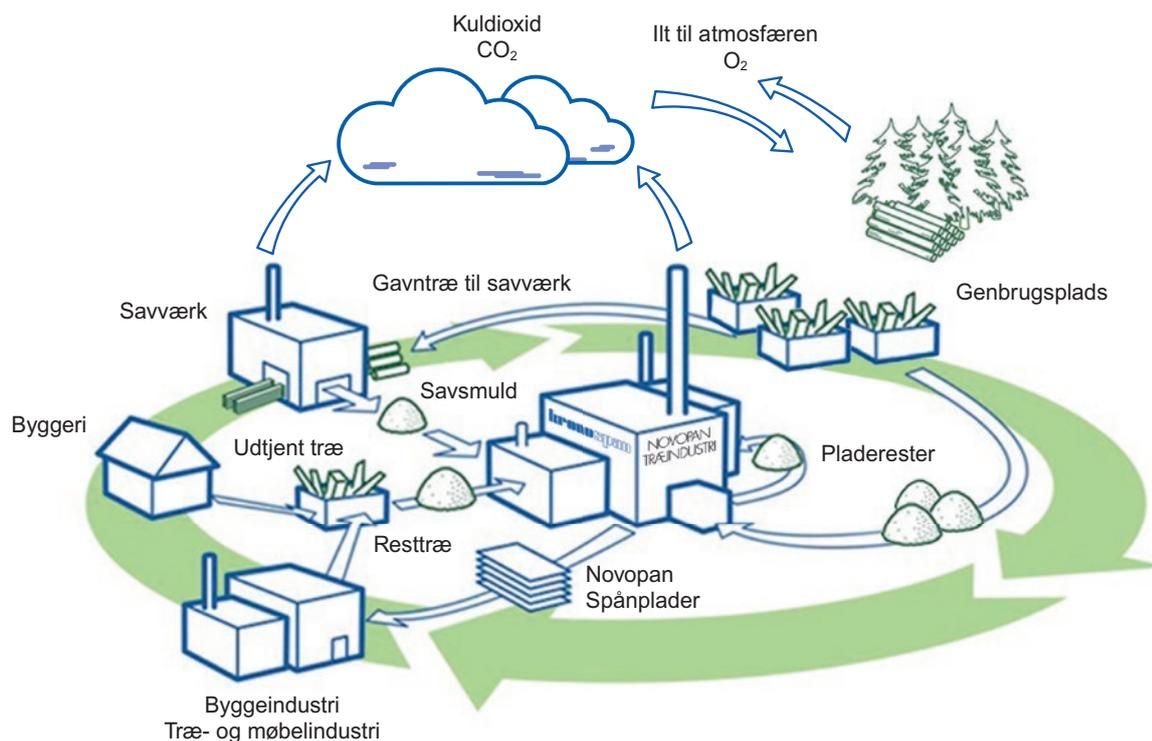 Kuldioxid
CO₂
Ilt til atmosfæren
O₂
Gavntræ til savværk
Genbrugsplads
Savværk
Savsmuld
Byggeri
Udtjent træ
kronospan
NOVOPAN
TRÆINDUSTRI
Pladerester
Resttræ
Novopan
Spånplader
Byggeindustri
Træ- og møbelindustri